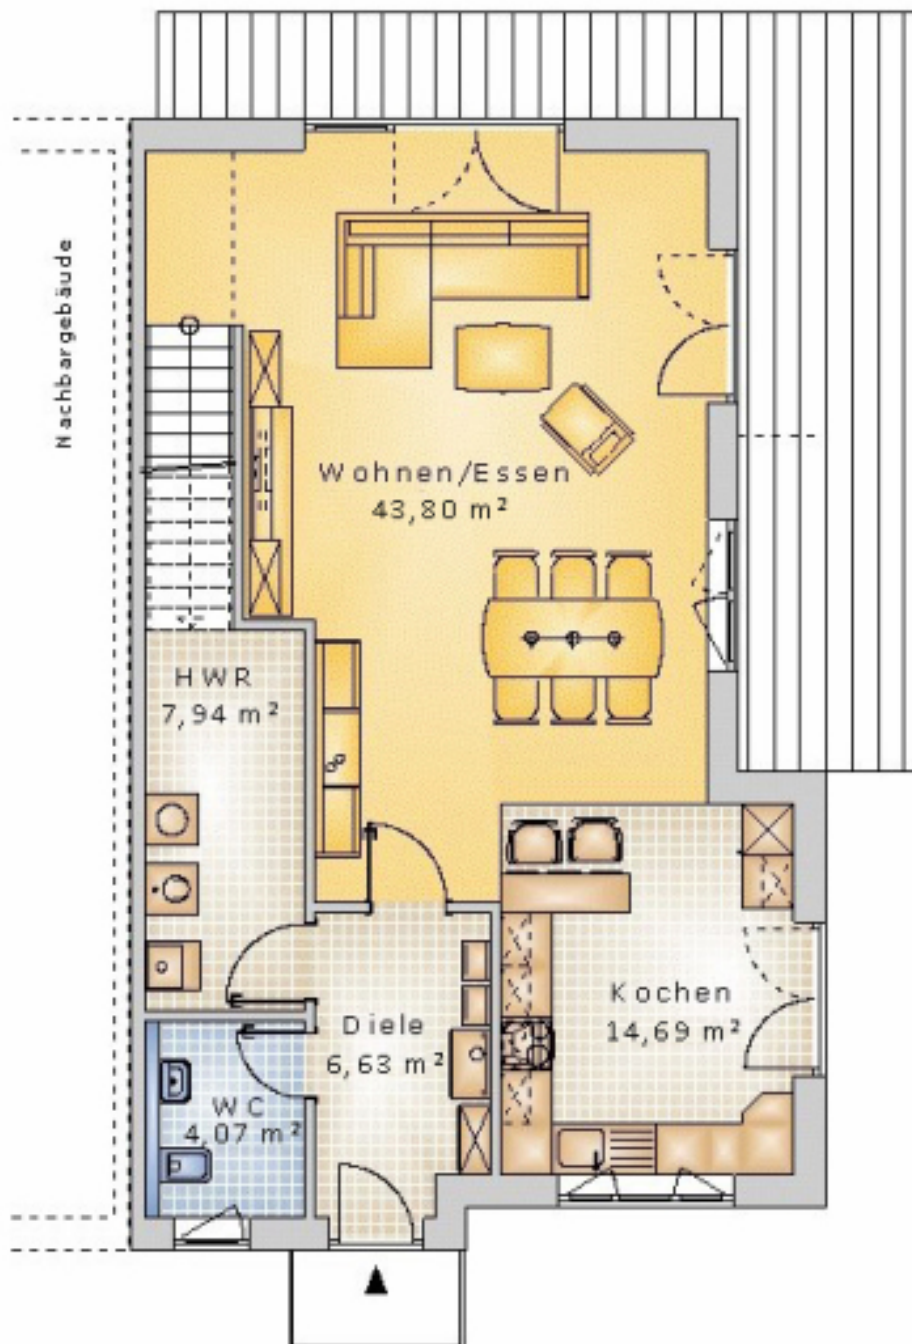 Nachbargebäude
Wohnen/Essen
43,80 m²
HWR
7,94 m²
Kochen
14,69 m²
Diele
6,63 m²
WC
4,07 m²